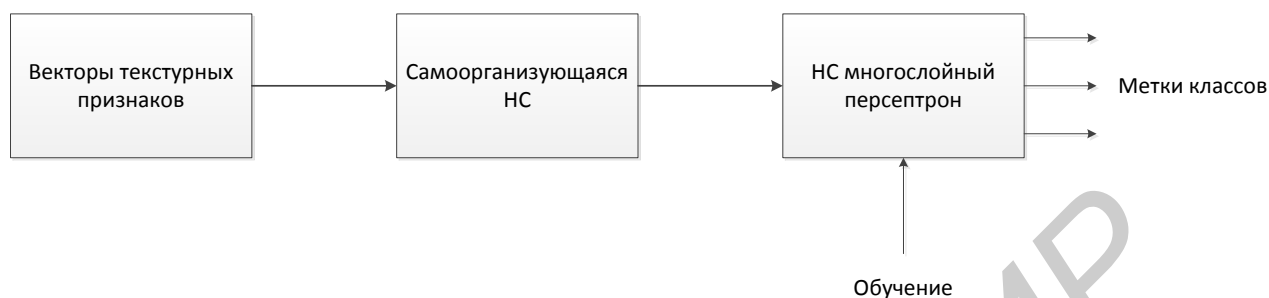 Векторы текстурных
признаков
Самоорганизующаяся
НС
НС многослойный
персептрон
Метки классов
Обучение